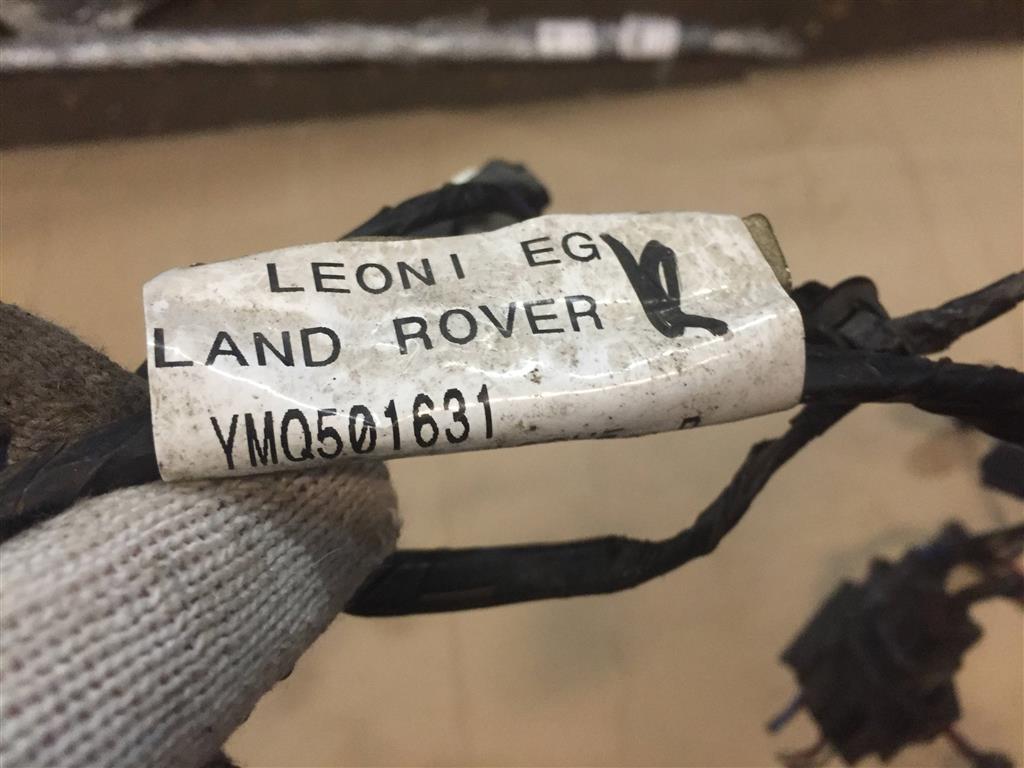 LEONI EG
LAND ROVER
YMQ501631